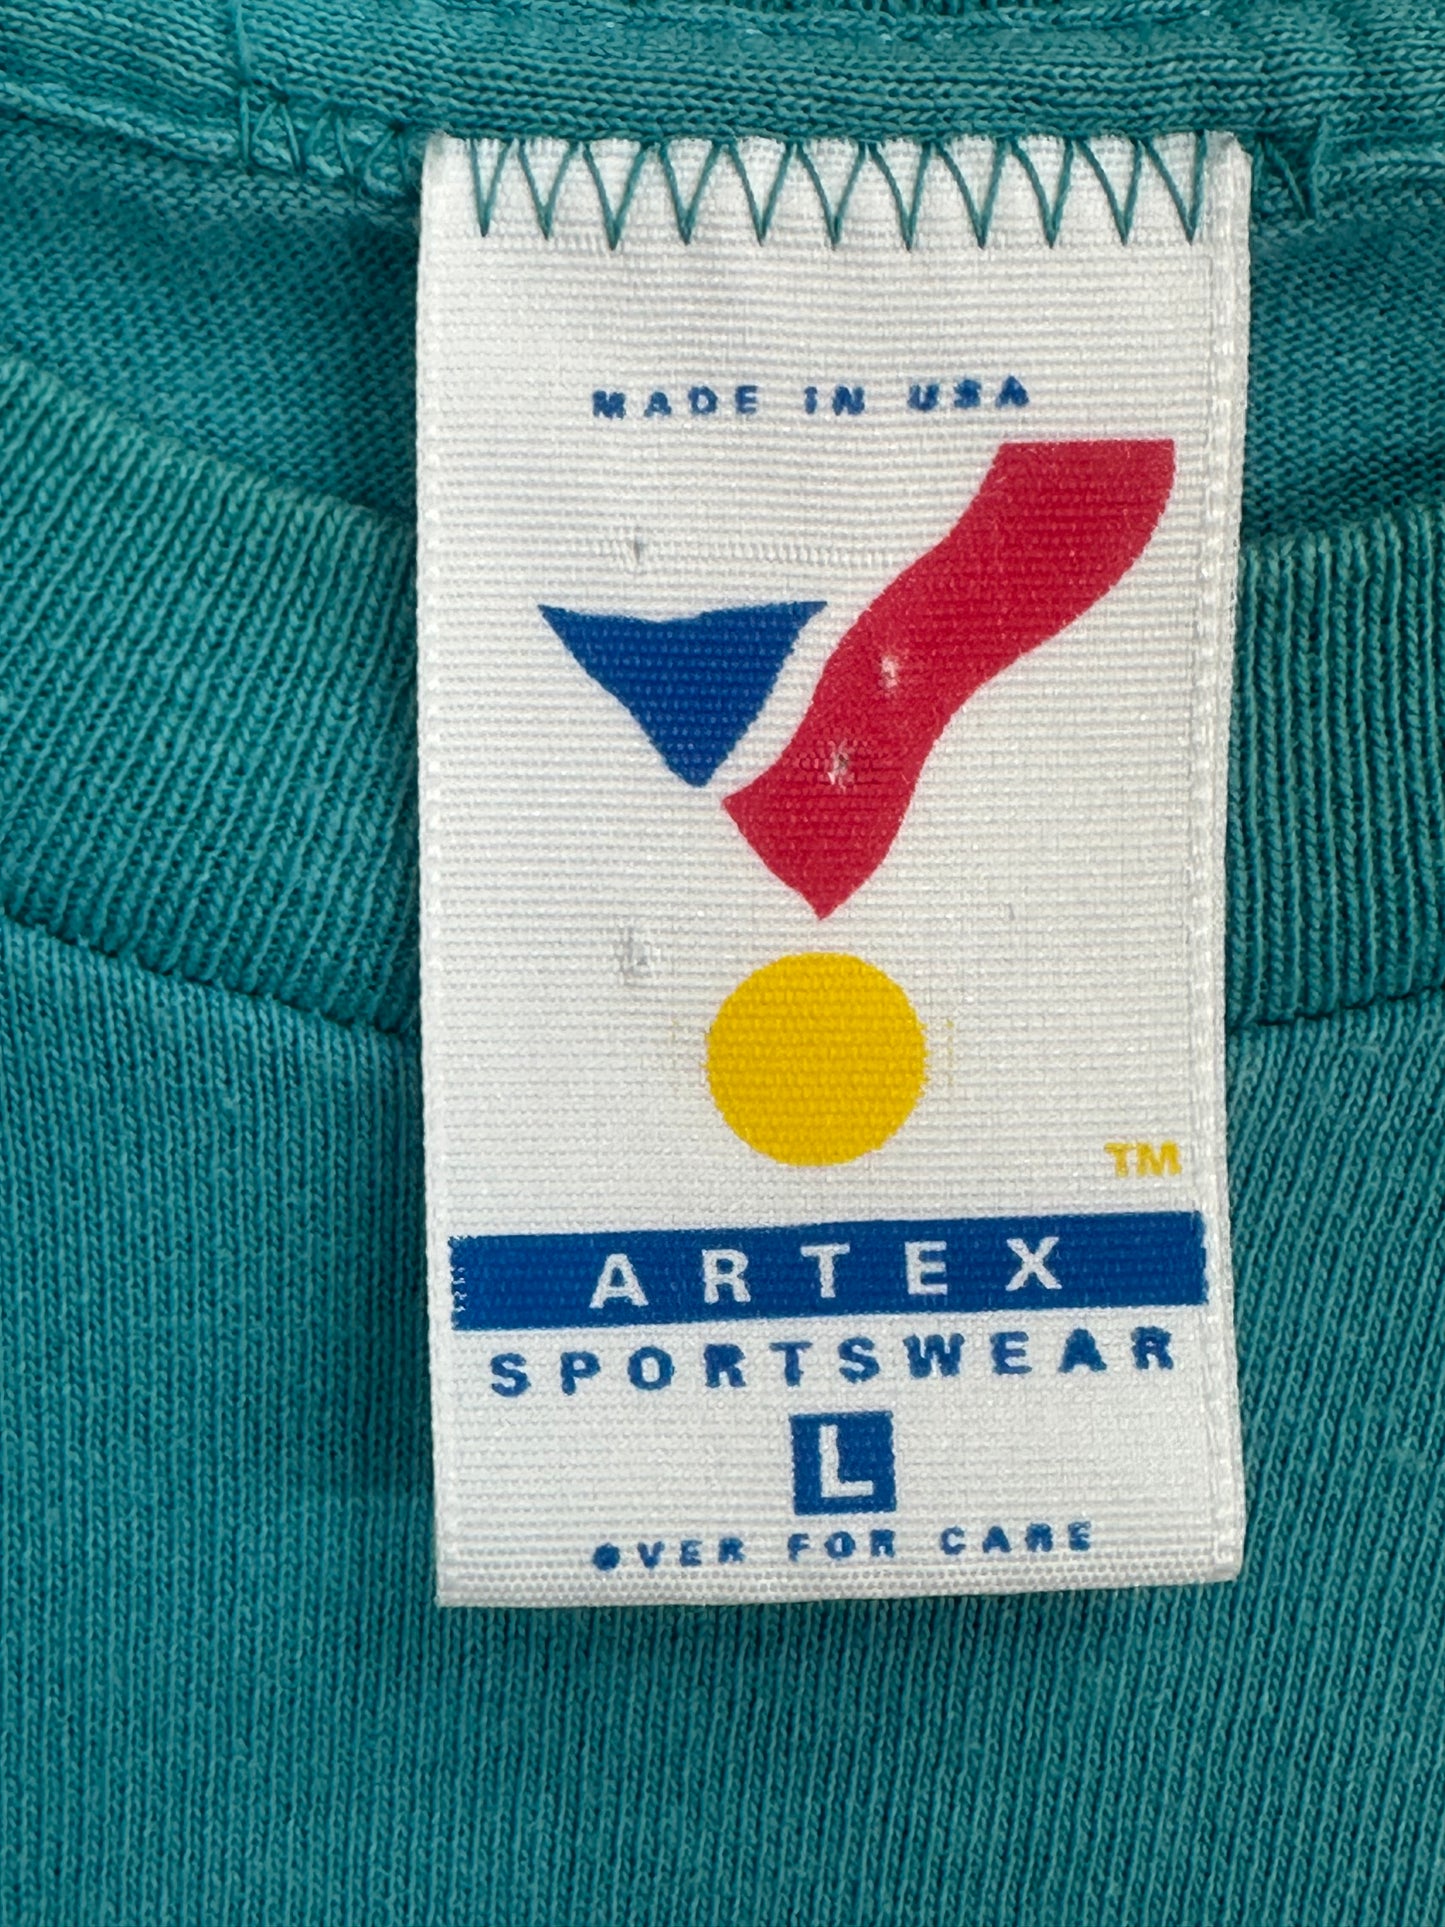 MADE IN USA
TM
ARTEX
SPORTSWEAR
L
OVER FOR CARE